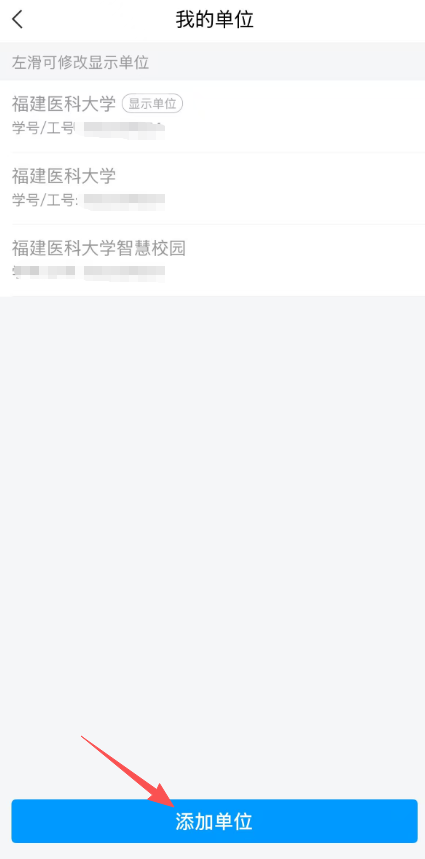 我的单位
左滑可修改显示单位
福建医科大学 显示单位
学号/工号
福建医科大学
学号/工号:
福建医科大学智慧校园
添加单位